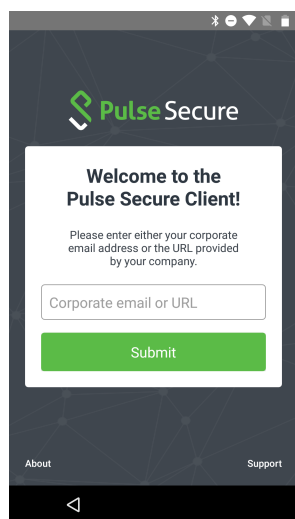 Pulse Secure
Welcome to the
Pulse Secure Client!
Please enter either your corporate
email address or the URL provided
by your company.
Corporate email or URL
Submit
About
Support